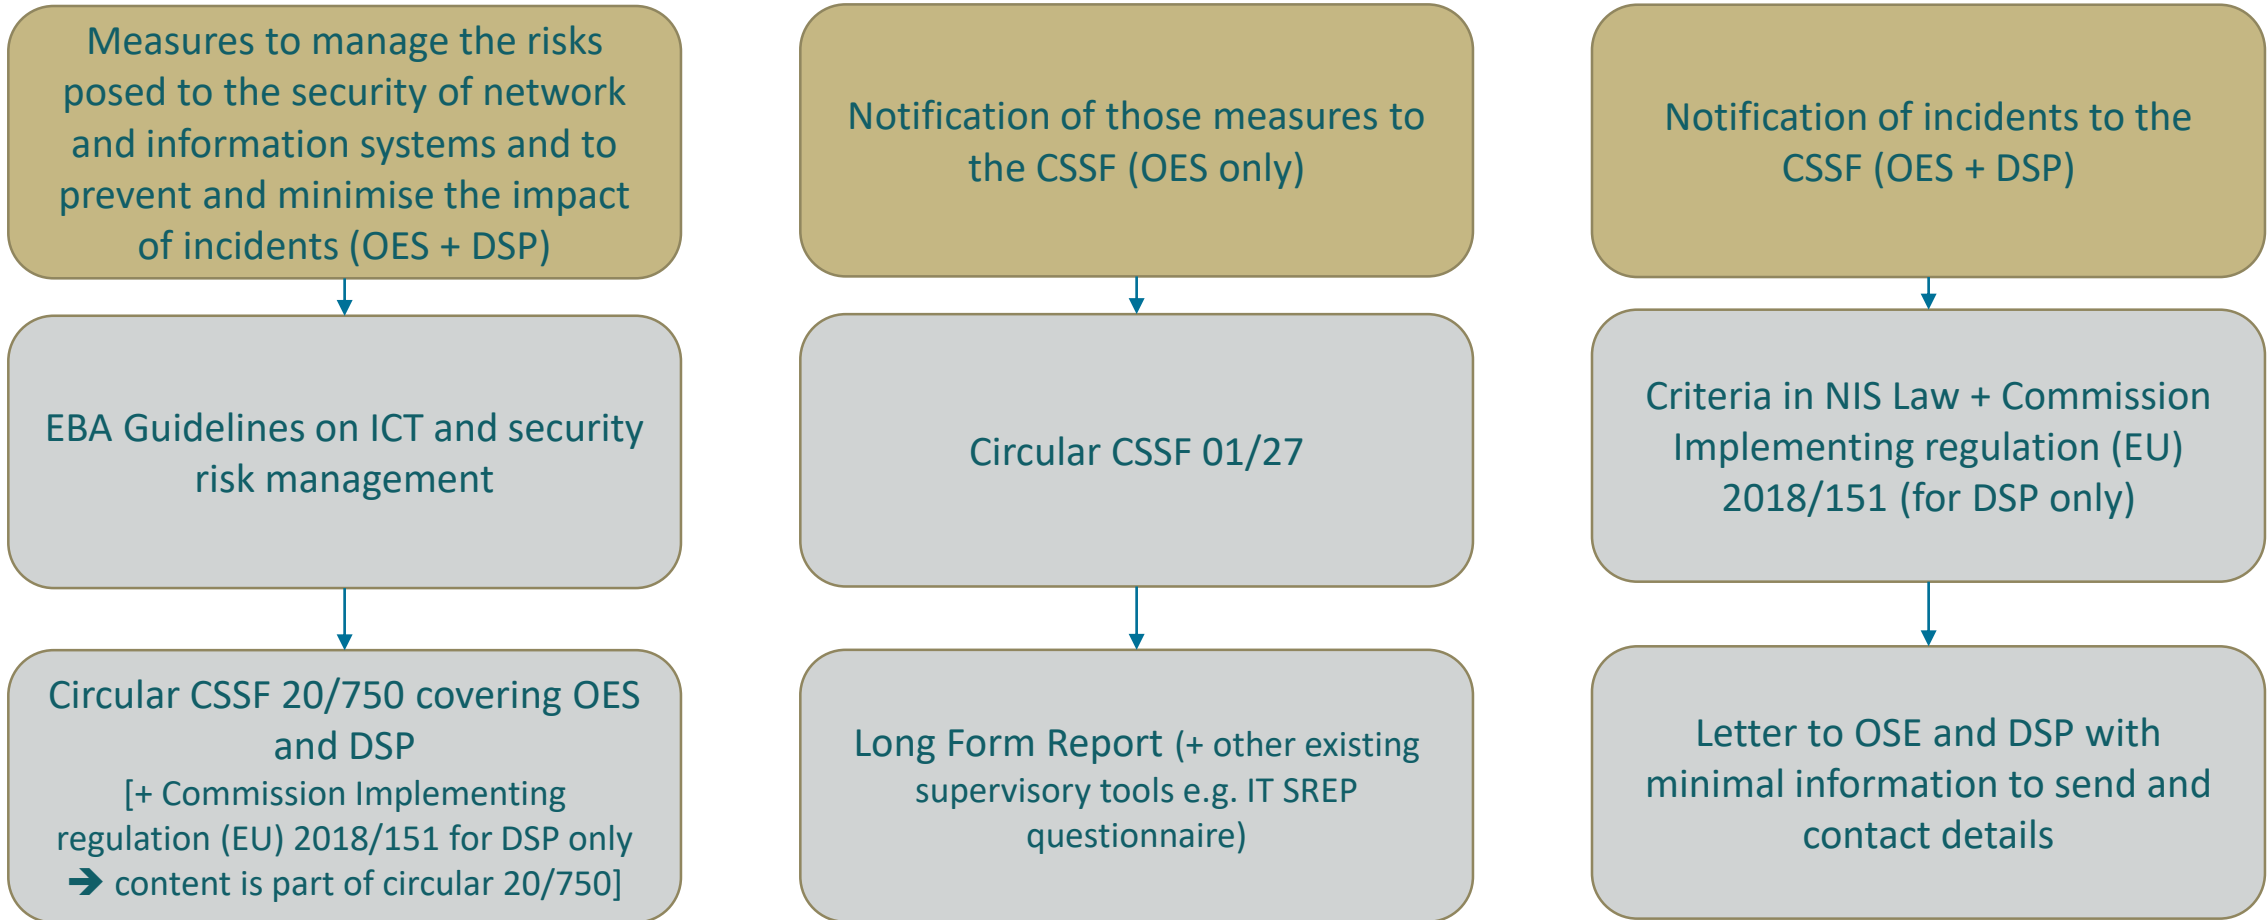 Measures to manage the risks
posed to the security of network
and information systems and to
prevent and minimise the impact
of incidents (OES + DSP)
EBA Guidelines on ICT and security
risk management
Circular CSSF 20/750 covering OES
and DSP
[+ Commission Implementing
regulation (EU) 2018/151 for DSP only
➔ content is part of circular 20/750]
Notification of those measures to
the CSSF (OES only)
Circular CSSF 01/27
Long Form Report (+ other existing
supervisory tools e.g. IT SREP
questionnaire)
Notification of incidents to the
CSSF (OES + DSP)
Criteria in NIS Law + Commission
Implementing regulation (EU)
2018/151 (for DSP only)
Letter to OSE and DSP with
minimal information to send and
contact details